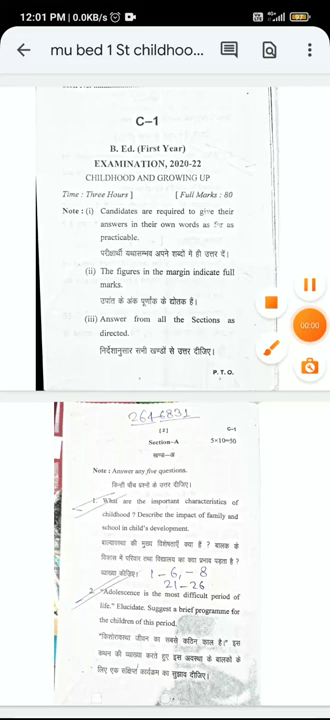 12:01 PM | 0.0KB/s
4G+
97
mu bed 1 St childhoo...
C-1
B. Ed. (First Year)
EXAMINATION, 2020-22
CHILDHOOD AND GROWING UP
Time : Three Hours ] [ Full Marks : 80
Note : (i) Candidates are required to give their
answers in their own words as far as
practicable.
परीक्षार्थी यथासम्भव अपने शब्दों में ही उत्तर दें।
(ii) The figures in the margin indicate full
marks.
उपांत के अंक पूर्णांक के द्योतक हैं।
(iii) Answer from all the Sections as
directed.
निर्देशानुसार सभी खण्डों से उत्तर दीजिए।
P. T. O.
00:00
2646831
[2] C-1
Section-A 5×10=50
खण्ड-अ
Note : Answer any five questions.
किन्हीं पाँच प्रश्नों के उत्तर दीजिए।
1. What are the important characteristics of
childhood ? Describe the impact of family and
school in child's development.
बाल्यावस्था की मुख्य विशेषताएँ क्या हैं ? बालक के
विकास में परिवार तथा विद्यालय का क्या प्रभाव पड़ता है ?
व्याख्या कीजिए। 1-6, -8
21-26
2. "Adolescence is the most difficult period of
life." Elucidate. Suggest a brief programme for
the children of this period.
"किशोरावस्था जीवन का सबसे कठिन काल है।" इस
कथन की व्याख्या करते हुए इस अवस्था के बालकों के
लिए एक संक्षिप्त कार्यक्रम का सुझाव दीजिए।